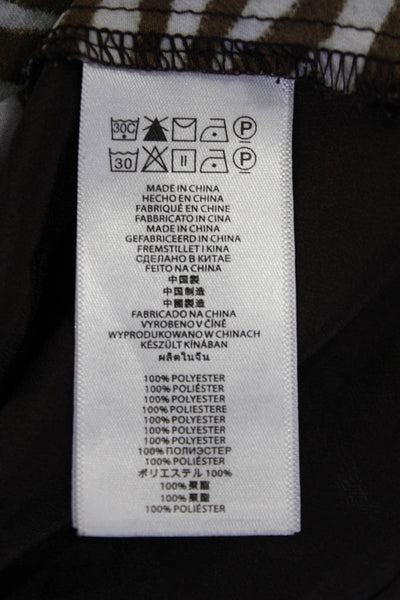 30C P
30 P
MADE IN CHINA
HECHO EN CHINA
FABRIQUÉ EN CHINE
FABBRICATO IN CINA
MADE IN CHINA
GEFABRICEERD IN CHINA
FREMSTILLET I KINA
СДЕЛАНО В КИТАЕ
FEITO NA CHINA
中国製
中国制造
中國製造
FABRICADO NA CHINA
VYROBENO V ČÍNĚ
WYPRODUKOWANO W CHINACH
KÉSZÜLT KÍNÁBAN
ผลิตในจีน
100% POLYESTER
100% POLIÉSTER
100% POLYESTER
100% POLIESTERE
100% POLYESTER
100% POLYESTER
100% POLYESTER
100% ПОЛИЭСТЕР
100% POLIÉSTER
ポリエステル 100%
100% 聚酯
100% 聚酯
100% POLIÉSTER